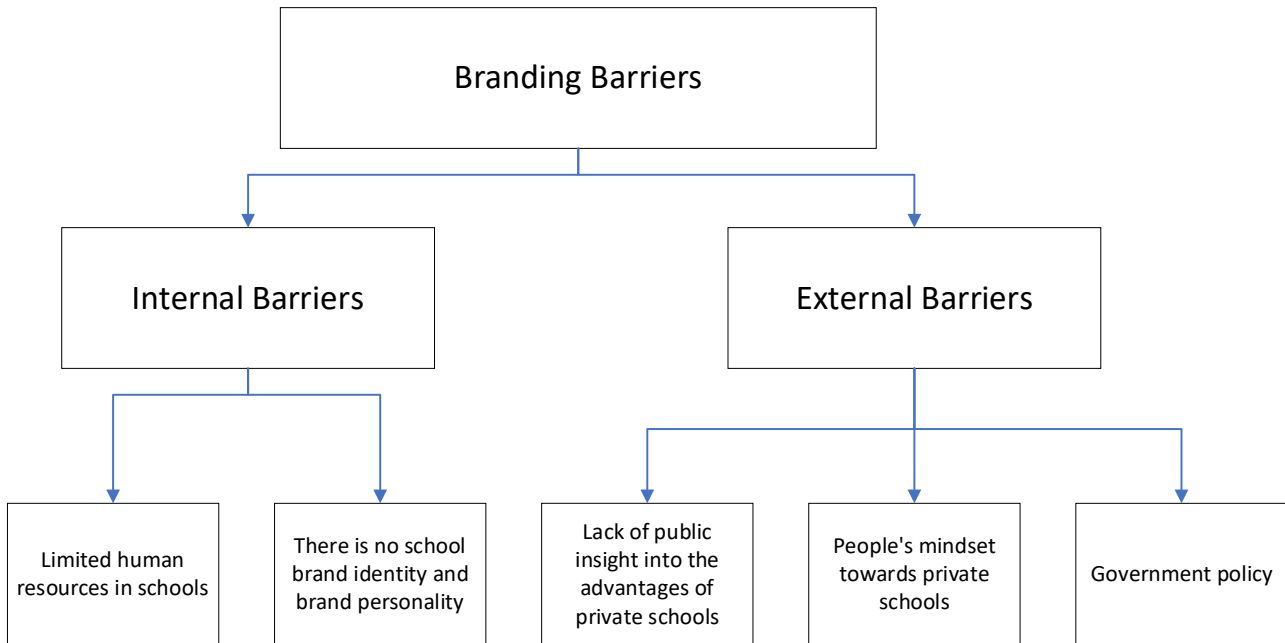 Branding Barriers
Internal Barriers
External Barriers
Limited human
resources in schools
There is no school
brand identity and
brand personality
Lack of public
insight into the
advantages of
private schools
People's mindset
towards private
schools
Government policy